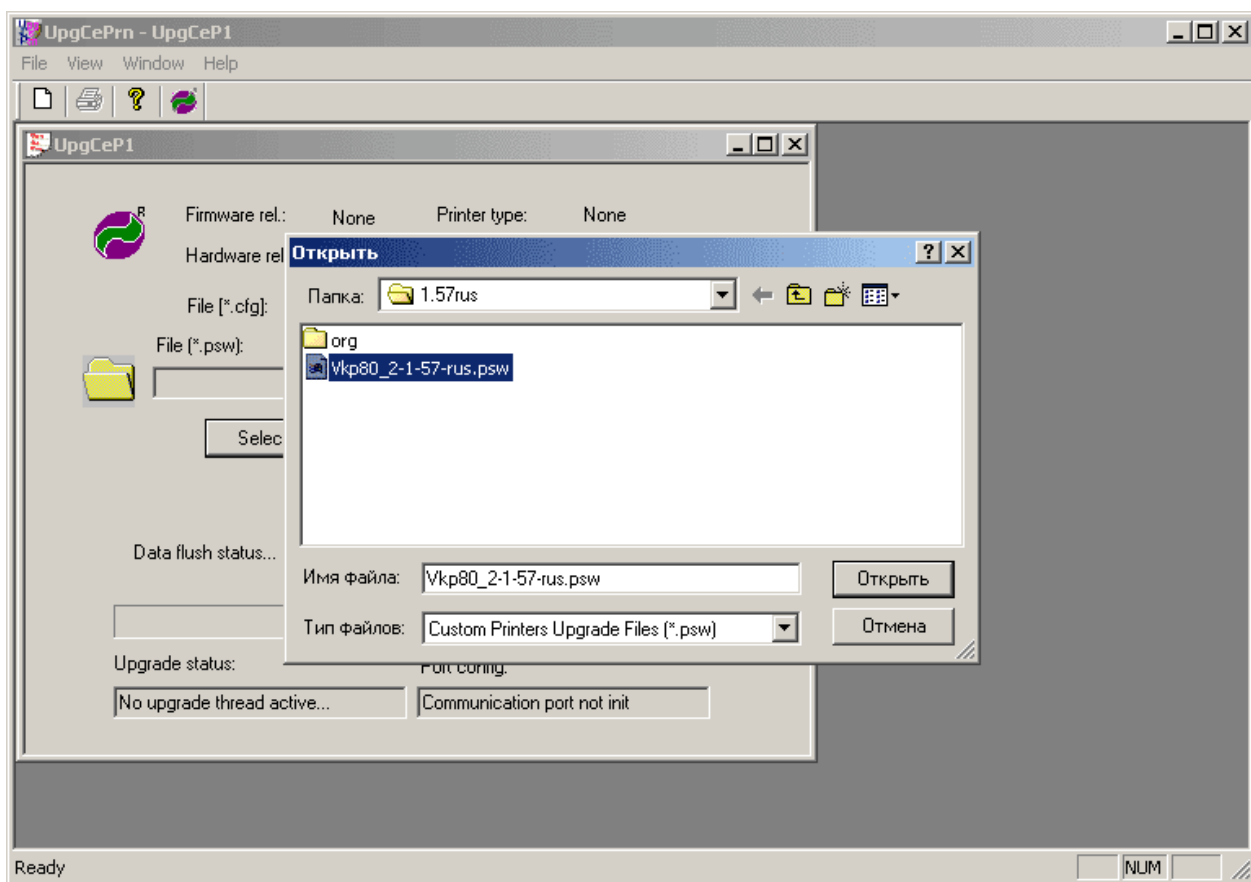 UpgCePrn - UpgCeP1
File View Window Help
UpgCeP1
R
Firmware rel.: None Printer type: None
Hardware rel
File [*.cfg]:
File (*.psw):
Selec
Data flush status...
Upgrade status:
Port config:
No upgrade thread active...
Communication port not init
Открыть
Папка: 1.57rus
org
Vkp80_2-1-57-rus.psw
Имя файла: Vkp80_2-1-57-rus.psw Открыть
Тип файлов: Custom Printers Upgrade Files (*.psw) Отмена
Ready NUM